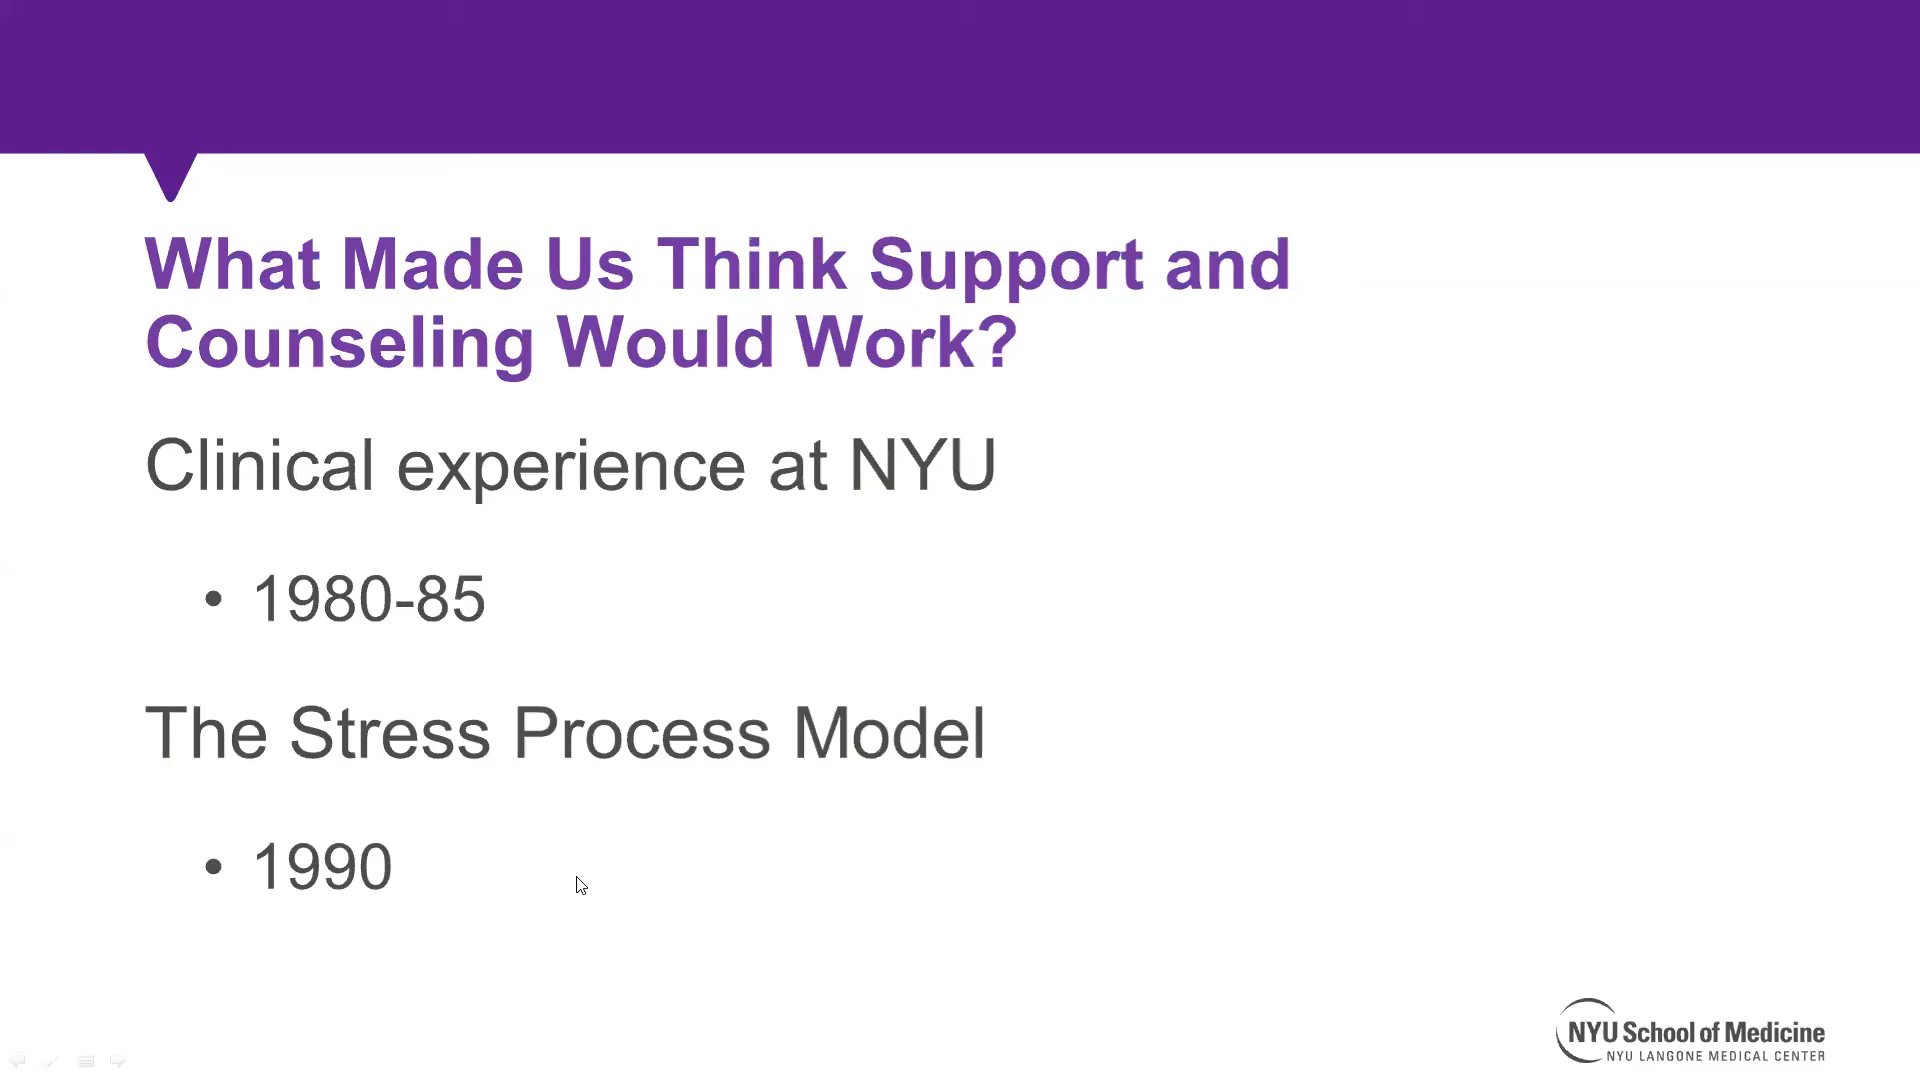 What Made Us Think Support and
Counseling Would Work?
Clinical experience at NYU
• 1980-85
The Stress Process Model
• 1990
NYU School of Medicine
NYU LANGONE MEDICAL CENTER